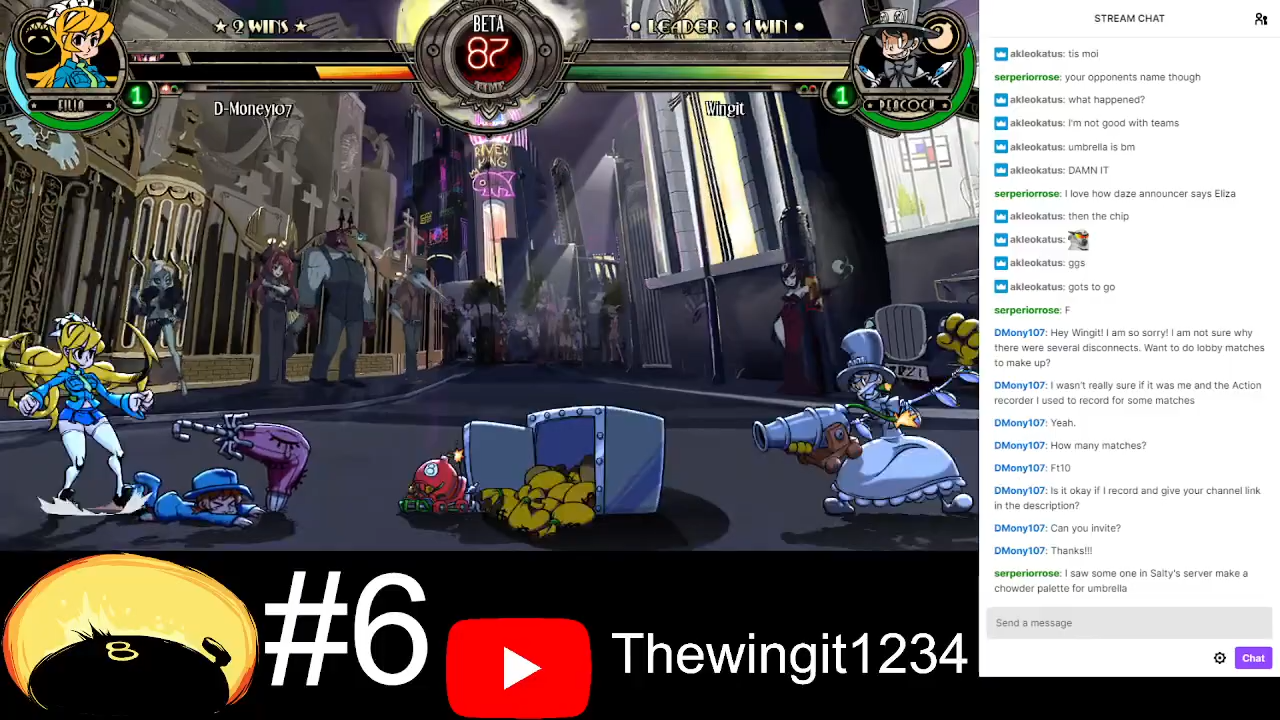 ★ 2 WINS ★
BETA
87
TIME
• LEADER • 1 WIN •
FILIA
1
D-Money107
Wingit
1
PEACOCK
RIVER
KING
8
8
#6
Thewingit1234
STREAM CHAT
akleokatus: tis moi
serperiorrose: your opponents name though
akleokatus: what happened?
akleokatus: I'm not good with teams
akleokatus: umbrella is bm
akleokatus: DAMN IT
serperiorrose: I love how daze announcer says Eliza
akleokatus: then the chip
akleokatus:
akleokatus: ggs
akleokatus: gots to go
serperiorrose: F
DMony107: Hey Wingit! I am so sorry! I am not sure why
there were several disconnects. Want to do lobby matches
to make up?
DMony107: I wasn't really sure if it was me and the Action
recorder I used to record for some matches
DMony107: Yeah.
DMony107: How many matches?
DMony107: Ft10
DMony107: Is it okay if I record and give your channel link
in the description?
DMony107: Can you invite?
DMony107: Thanks!!!
serperiorrose: I saw some one in Salty's server make a
chowder palette for umbrella
Send a message
Chat